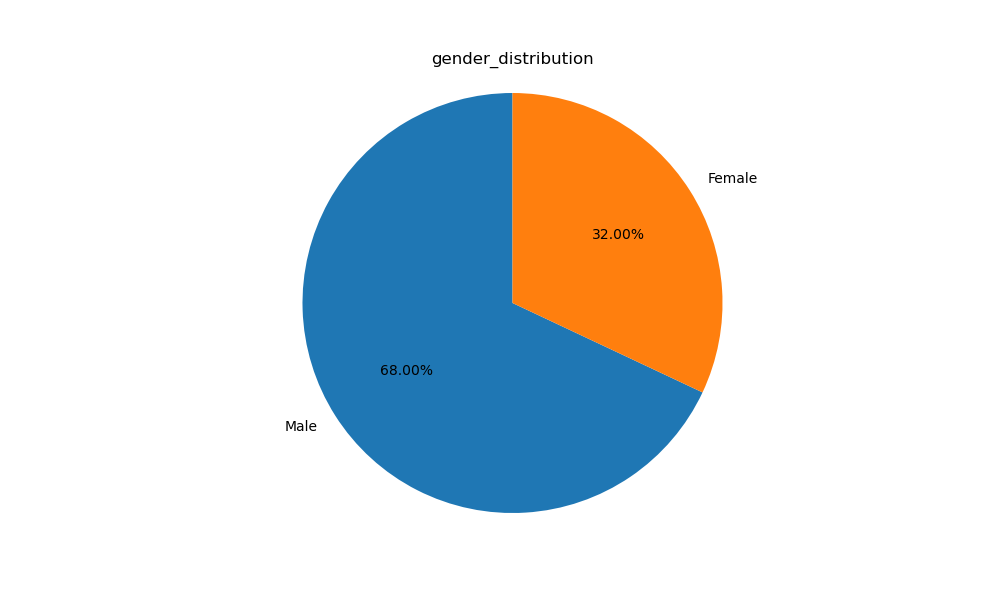 gender_distribution
Female
32.00%
68.00%
Male